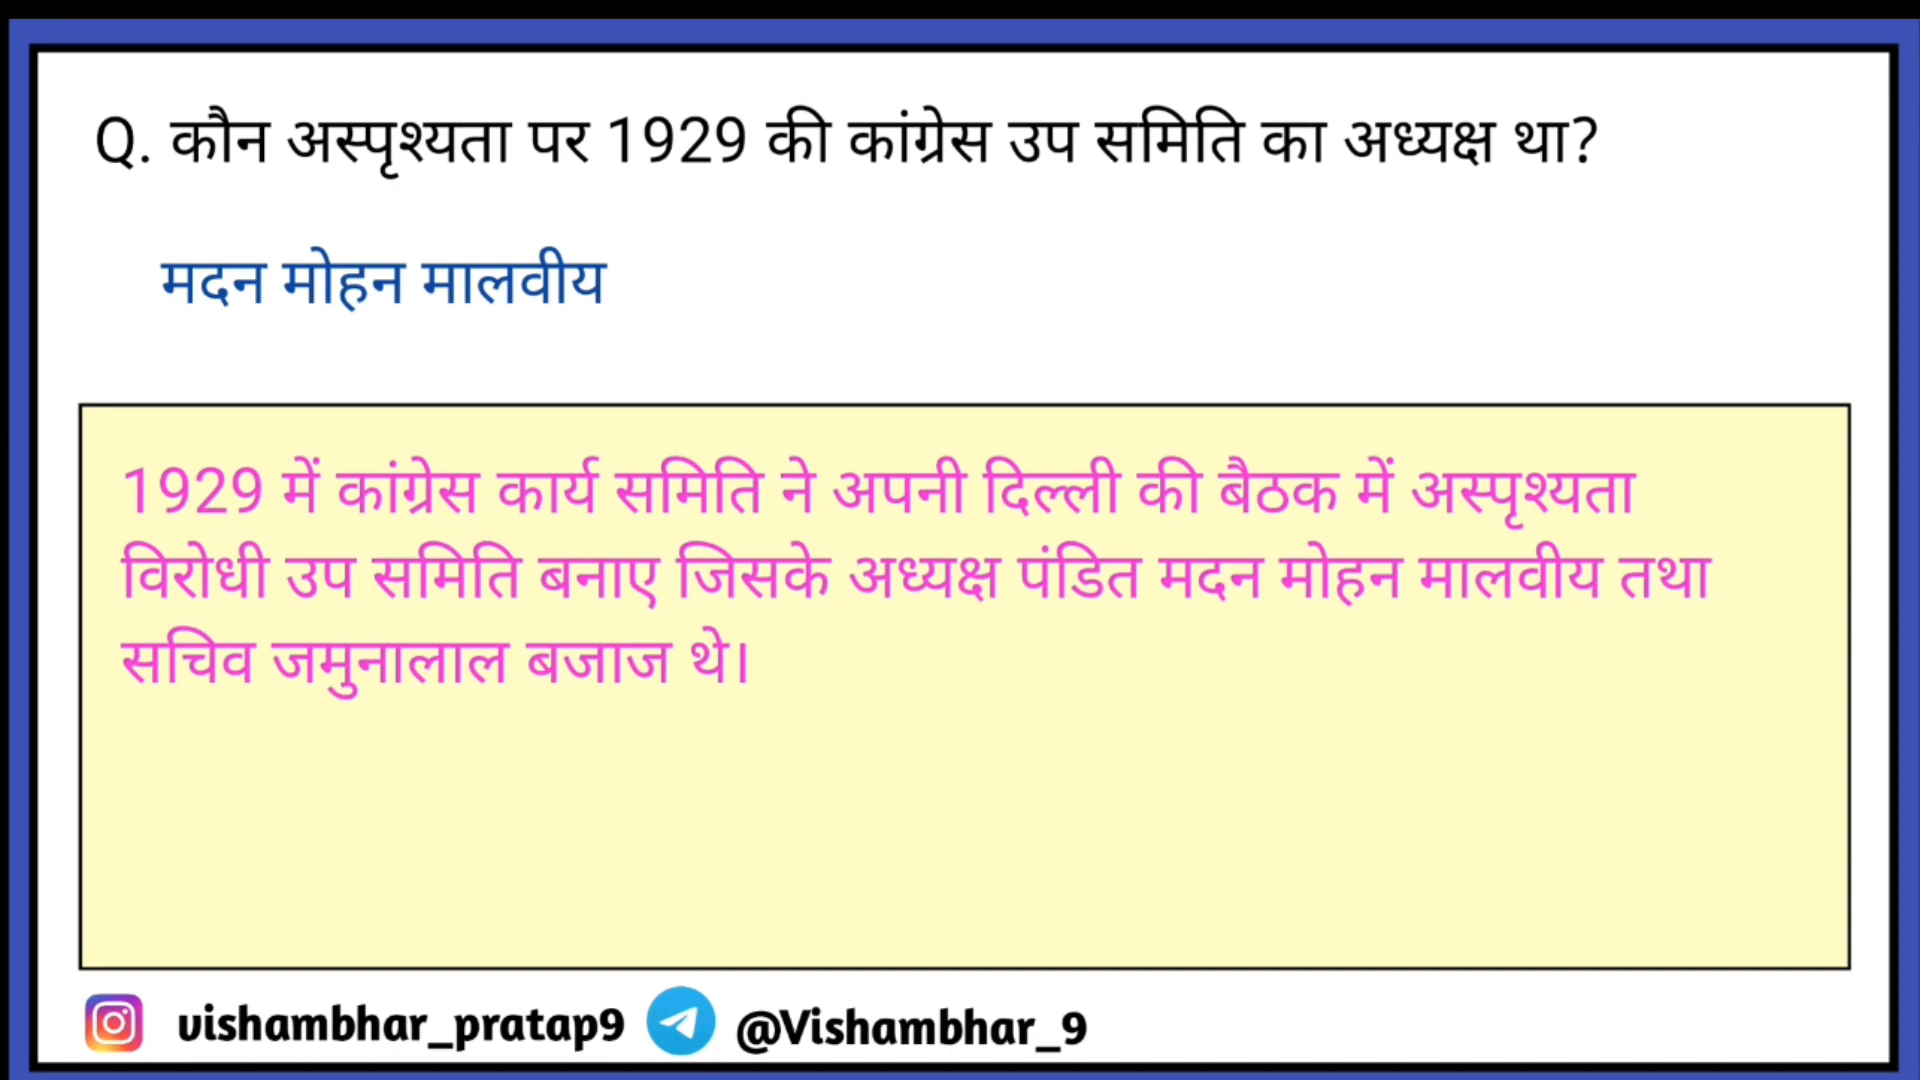 Q. कौन अस्पृश्यता पर 1929 की कांग्रेस उप समिति का अध्यक्ष था?
मदन मोहन मालवीय
1929 में कांग्रेस कार्य समिति ने अपनी दिल्ली की बैठक में अस्पृश्यता
विरोधी उप समिति बनाए जिसके अध्यक्ष पंडित मदन मोहन मालवीय तथा
सचिव जमुनालाल बजाज थे।
vishambhar_pratap9 @Vishambhar_9